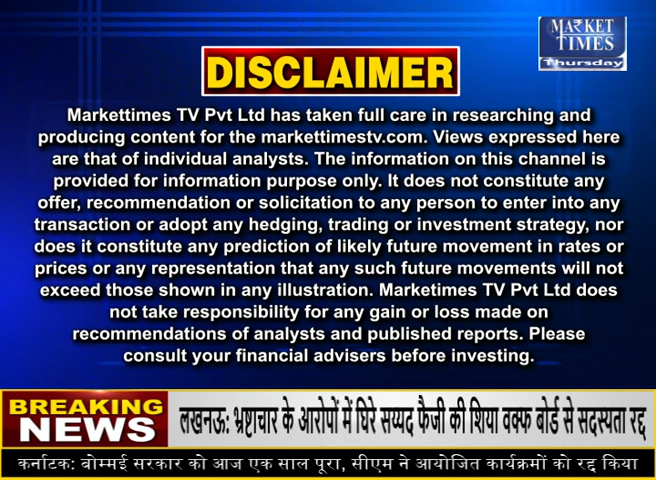 MARKET
TIMES
Thursday
DISCLAIMER
Markettimes TV Pvt Ltd has taken full care in researching and
producing content for the markettimestv.com. Views expressed here
are that of individual analysts. The information on this channel is
provided for information purpose only. It does not constitute any
offer, recommendation or solicitation to any person to enter into any
transaction or adopt any hedging, trading or investment strategy, nor
does it constitute any prediction of likely future movement in rates or
prices or any representation that any such future movements will not
exceed those shown in any illustration. Marketimes TV Pvt Ltd does
not take responsibility for any gain or loss made on
recommendations of analysts and published reports. Please
consult your financial advisers before investing.
BREAKING
NEWS
लखनऊ: भ्रष्टाचार के आरोपों में घिरे सय्यद फैजी की शिया वक्फ बोर्ड से सदस्यता रद्द
कर्नाटक: बोम्मई सरकार को आज एक साल पूरा, सीएम ने आयोजित कार्यक्रमों को रद्द किया